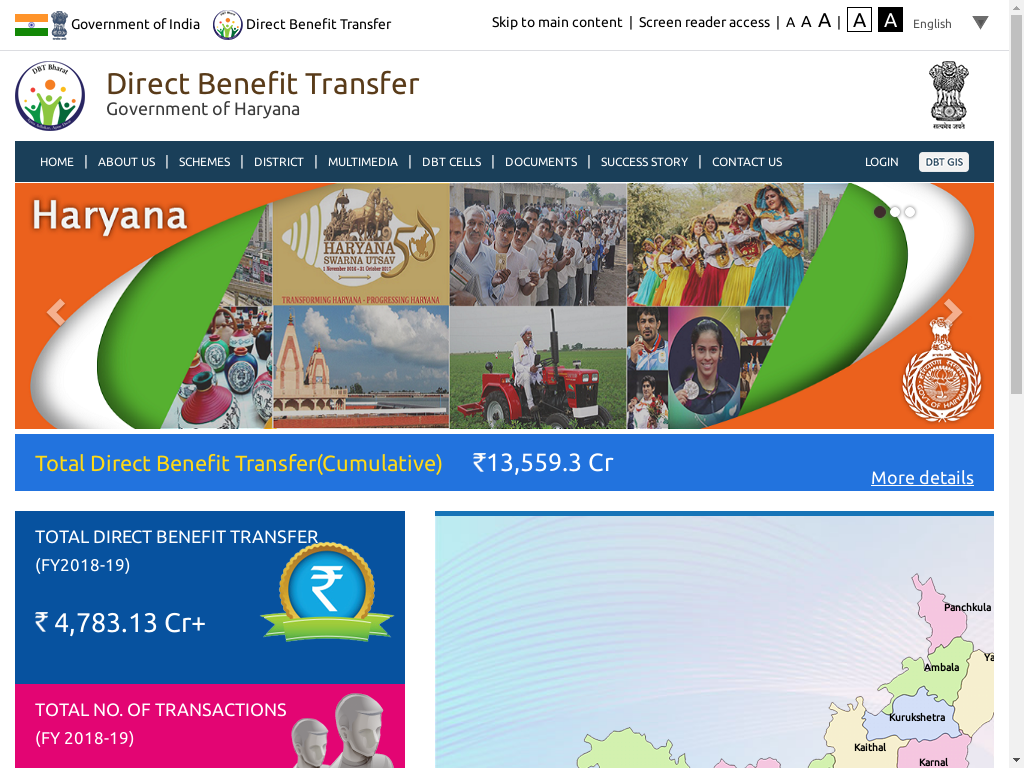 Government of India Direct Benefit Transfer Skip to main content | Screen reader access | A A A | A A English
DBT Bharat
Direct Benefit Transfer
Government of Haryana
सत्यमेव जयते
HOME | ABOUT US | SCHEMES | DISTRICT | MULTIMEDIA | DBT CELLS | DOCUMENTS | SUCCESS STORY | CONTACT US LOGIN DBT GIS
Haryana
HARYANA 50
SWARNA UTSAV
1 November 2016 - 31 October 2017
TRANSFORMING HARYANA - PROGRESSING HARYANA
GOVT OF HARYANA
Total Direct Benefit Transfer(Cumulative) ₹13,559.3 Cr
More details
TOTAL DIRECT BENEFIT TRANSFER
(FY2018-19)
₹ 4,783.13 Cr+
₹
TOTAL NO. OF TRANSACTIONS
(FY 2018-19)
Panchkula
Ya
Ambala
Kurukshetra
Kaithal
Karnal